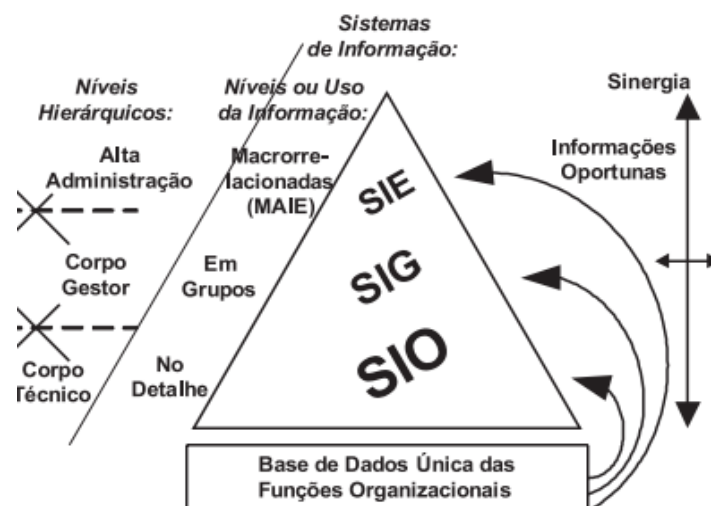 Sistemas
de Informação:
Níveis
Hierárquicos:
Níveis ou Uso
da Informação:
Sinergia
Alta
Administração
Macrorre-
lacionadas
(MAIE)
SIE
Informações
Oportunas
Corpo
Gestor
Em
Grupos
SIG
Corpo
Técnico
No
Detalhe
SIO
Base de Dados Única das
Funções Organizacionais